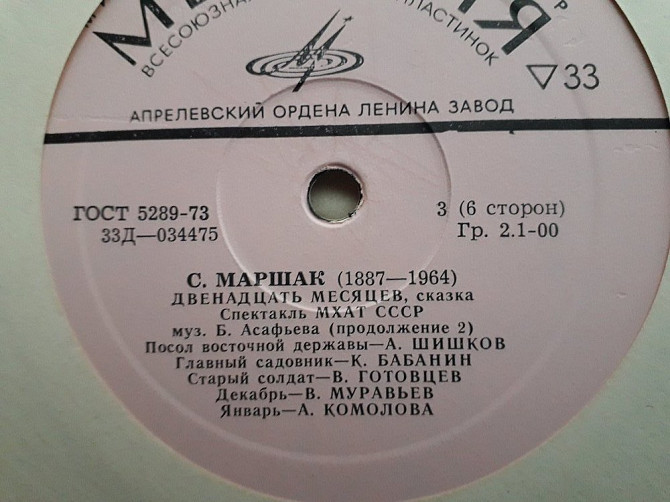 ВСЕСОЮЗНАЯ ПЛАСТИНОК
33
АПРЕЛЕВСКИЙ ОРДЕНА ЛЕНИНА ЗАВОД
ГОСТ 5289-73
33Д—034475
3 (6 сторон)
Гр. 2.1-00
С. МАРШАК (1887—1964)
ДВЕНАДЦАТЬ МЕСЯЦЕВ, сказка
Спектакль МХАТ СССР
муз. Б. Асафьева (продолжение 2)
Посол восточной державы—А. ШИШКОВ
Главный садовник—К. БАБАНИН
Старый солдат—В. ГОТОВЦЕВ
Декабрь—В. МУРАВЬЕВ
Январь—А. КОМОЛОВА